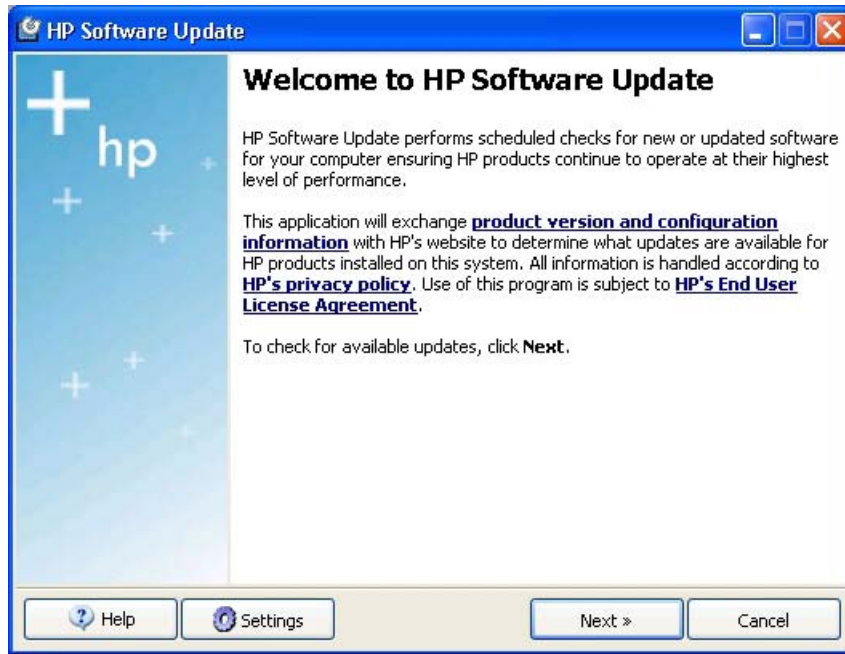 HP Software Update
hp
Welcome to HP Software Update
HP Software Update performs scheduled checks for new or updated software
for your computer ensuring HP products continue to operate at their highest
level of performance.
This application will exchange product version and configuration
information with HP's website to determine what updates are available for
HP products installed on this system. All information is handled according to
HP's privacy policy. Use of this program is subject to HP's End User
License Agreement.
To check for available updates, click Next.
Help
Settings
Next »
Cancel